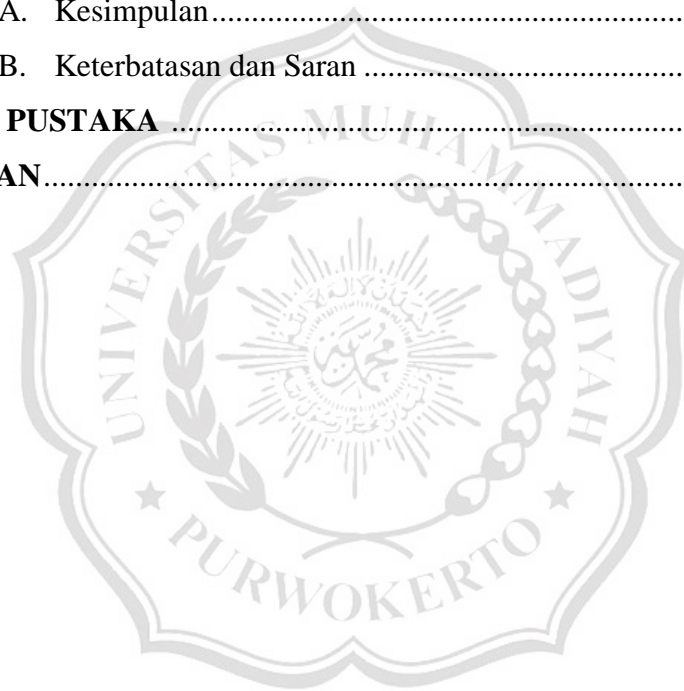 A. Kesimpulan........................................................................
B. Keterbatasan dan Saran ................................................
PUSTAKA ..........................................................................
AN..........................................................................................
UNIVERSITAS MUHAMMADIYAH
PURWOKERTO